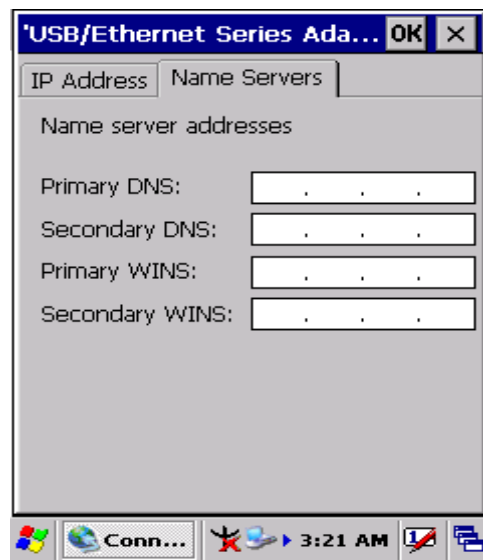 'USB/Ethernet Series Ada... OK
IP Address Name Servers
Name server addresses
Primary DNS: . . .
Secondary DNS: . . .
Primary WINS: . . .
Secondary WINS: . . .
Conn... 3:21 AM